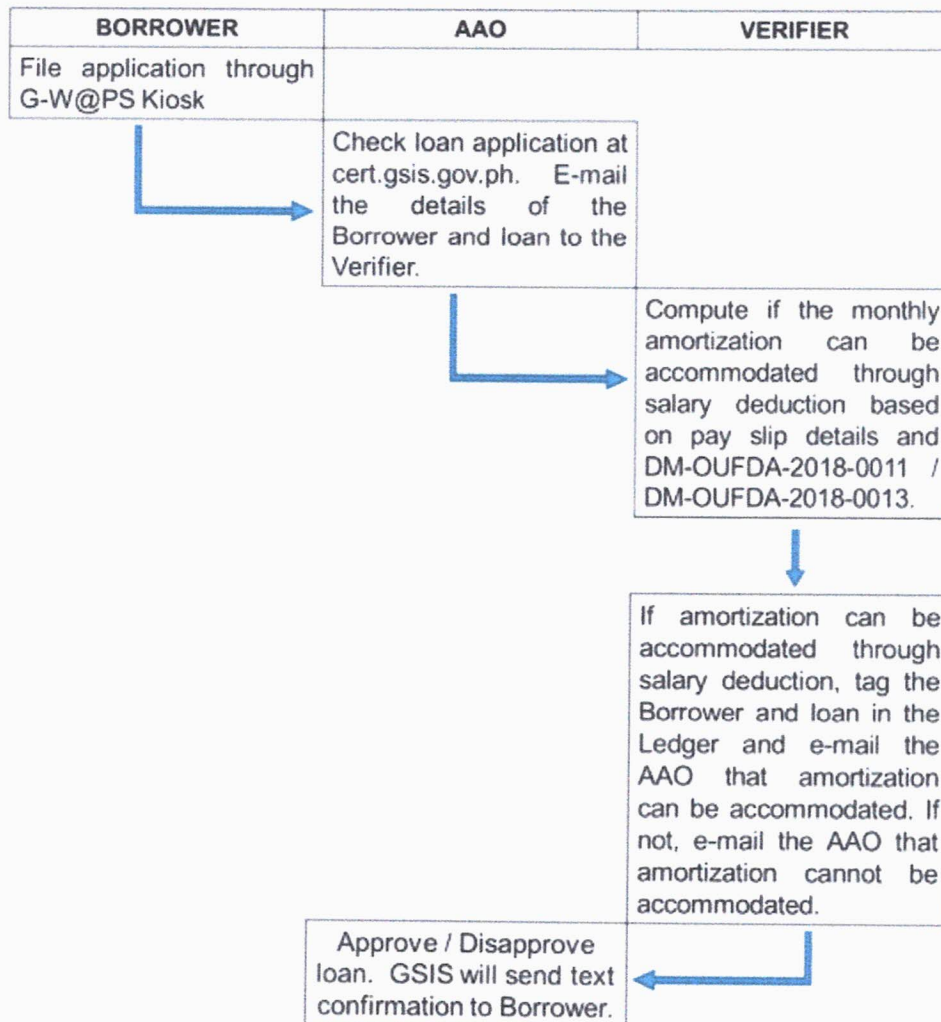 BORROWER
AAO
VERIFIER
File application through
G-W@PS Kiosk
Check loan application at
cert.gsis.gov.ph. E-mail
the details of the
Borrower and loan to the
Verifier.
Compute if the monthly
amortization can be
accommodated through
salary deduction based
on pay slip details and
DM-OUFDA-2018-0011 /
DM-OUFDA-2018-0013.
If amortization can be
accommodated through
salary deduction, tag the
Borrower and loan in the
Ledger and e-mail the
AAO that amortization
can be accommodated. If
not, e-mail the AAO that
amortization cannot be
accommodated.
Approve / Disapprove
loan. GSIS will send text
confirmation to Borrower.